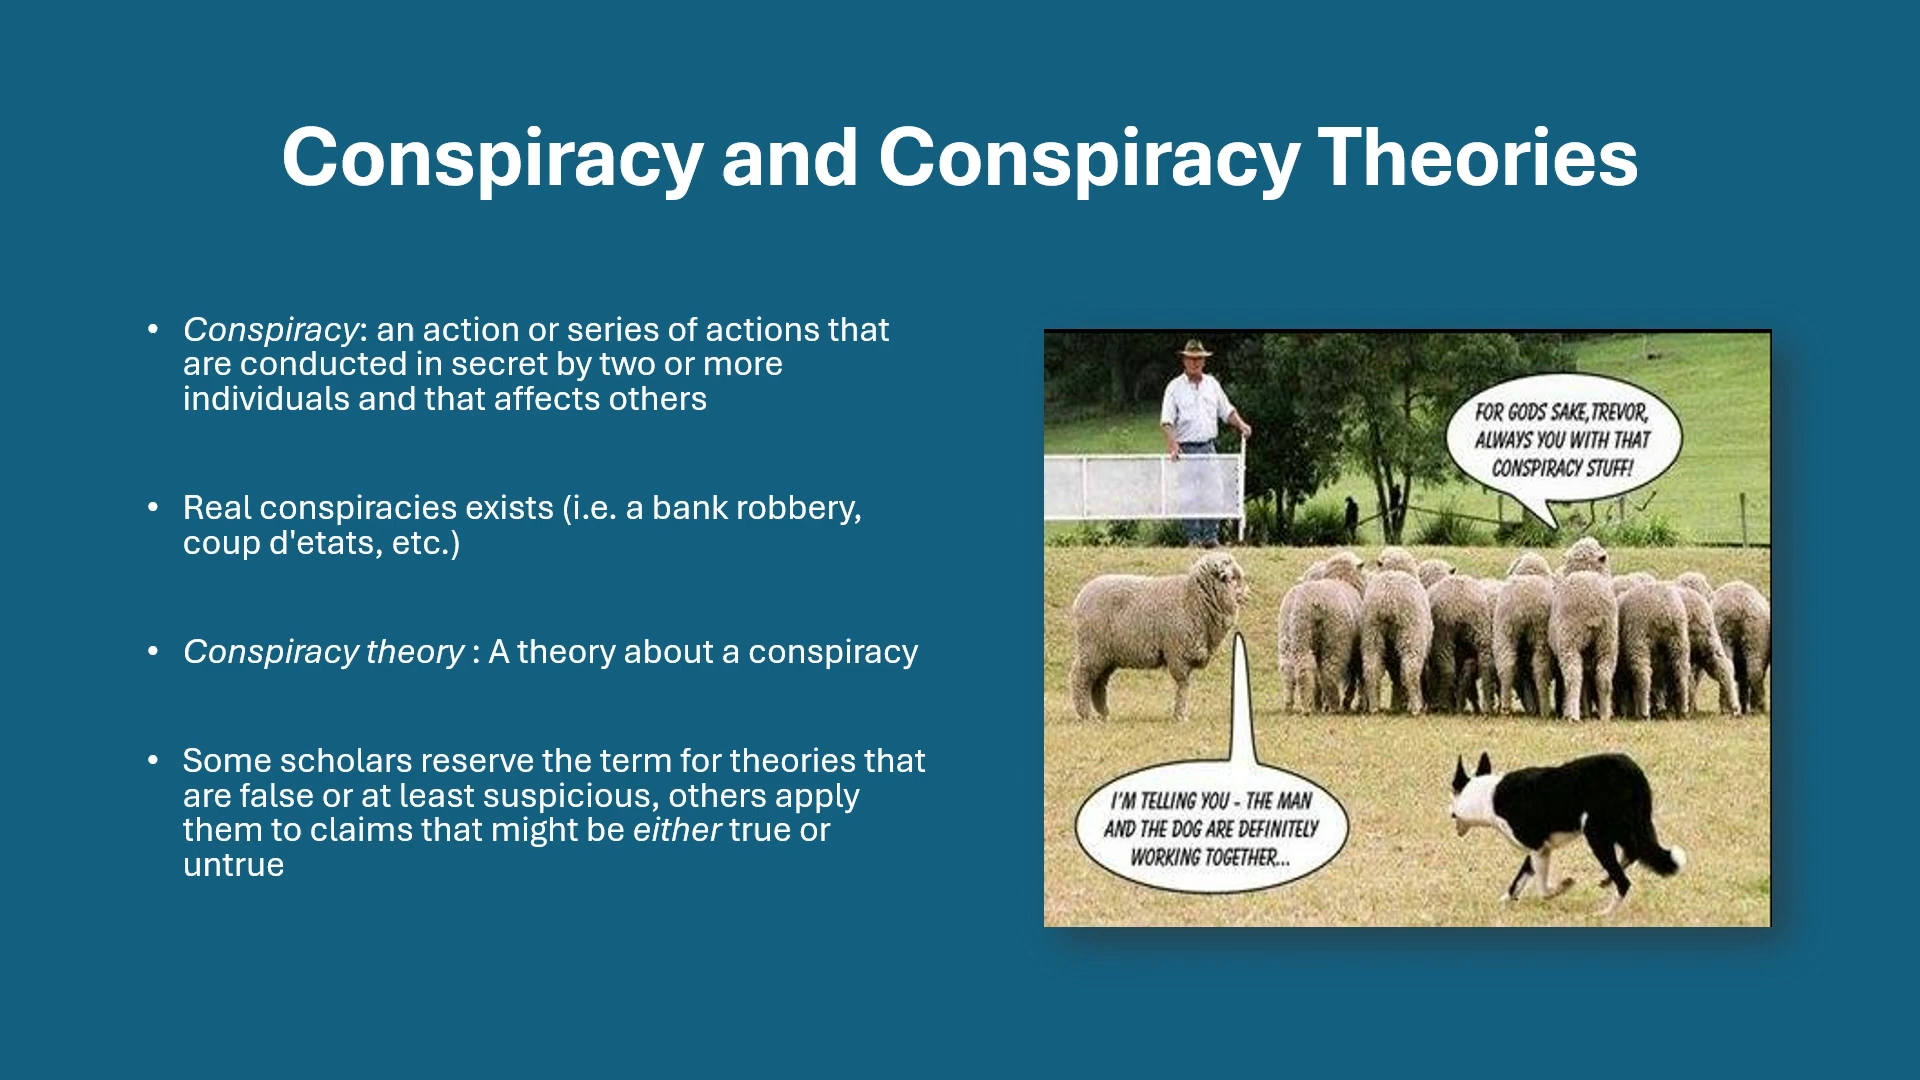 Conspiracy and Conspiracy Theories
• Conspiracy: an action or series of actions that
are conducted in secret by two or more
individuals and that affects others
• Real conspiracies exists (i.e. a bank robbery,
coup d'etats, etc.)
• Conspiracy theory : A theory about a conspiracy
• Some scholars reserve the term for theories that
are false or at least suspicious, others apply
them to claims that might be either true or
untrue
FOR GODS SAKE,TREVOR,
ALWAYS YOU WITH THAT
CONSPIRACY STUFF!
I'M TELLING YOU - THE MAN
AND THE DOG ARE DEFINITELY
WORKING TOGETHER...